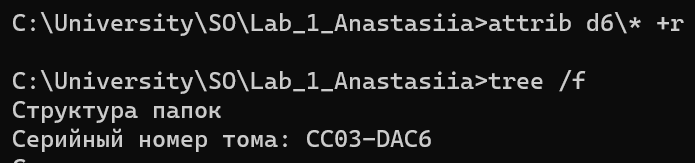 C:\University\SO\Lab_1_Anastasiia>attrib d6\* +r
C:\University\SO\Lab_1_Anastasiia>tree /f
Структура папок
Серийный номер тома: CC03-DAC6